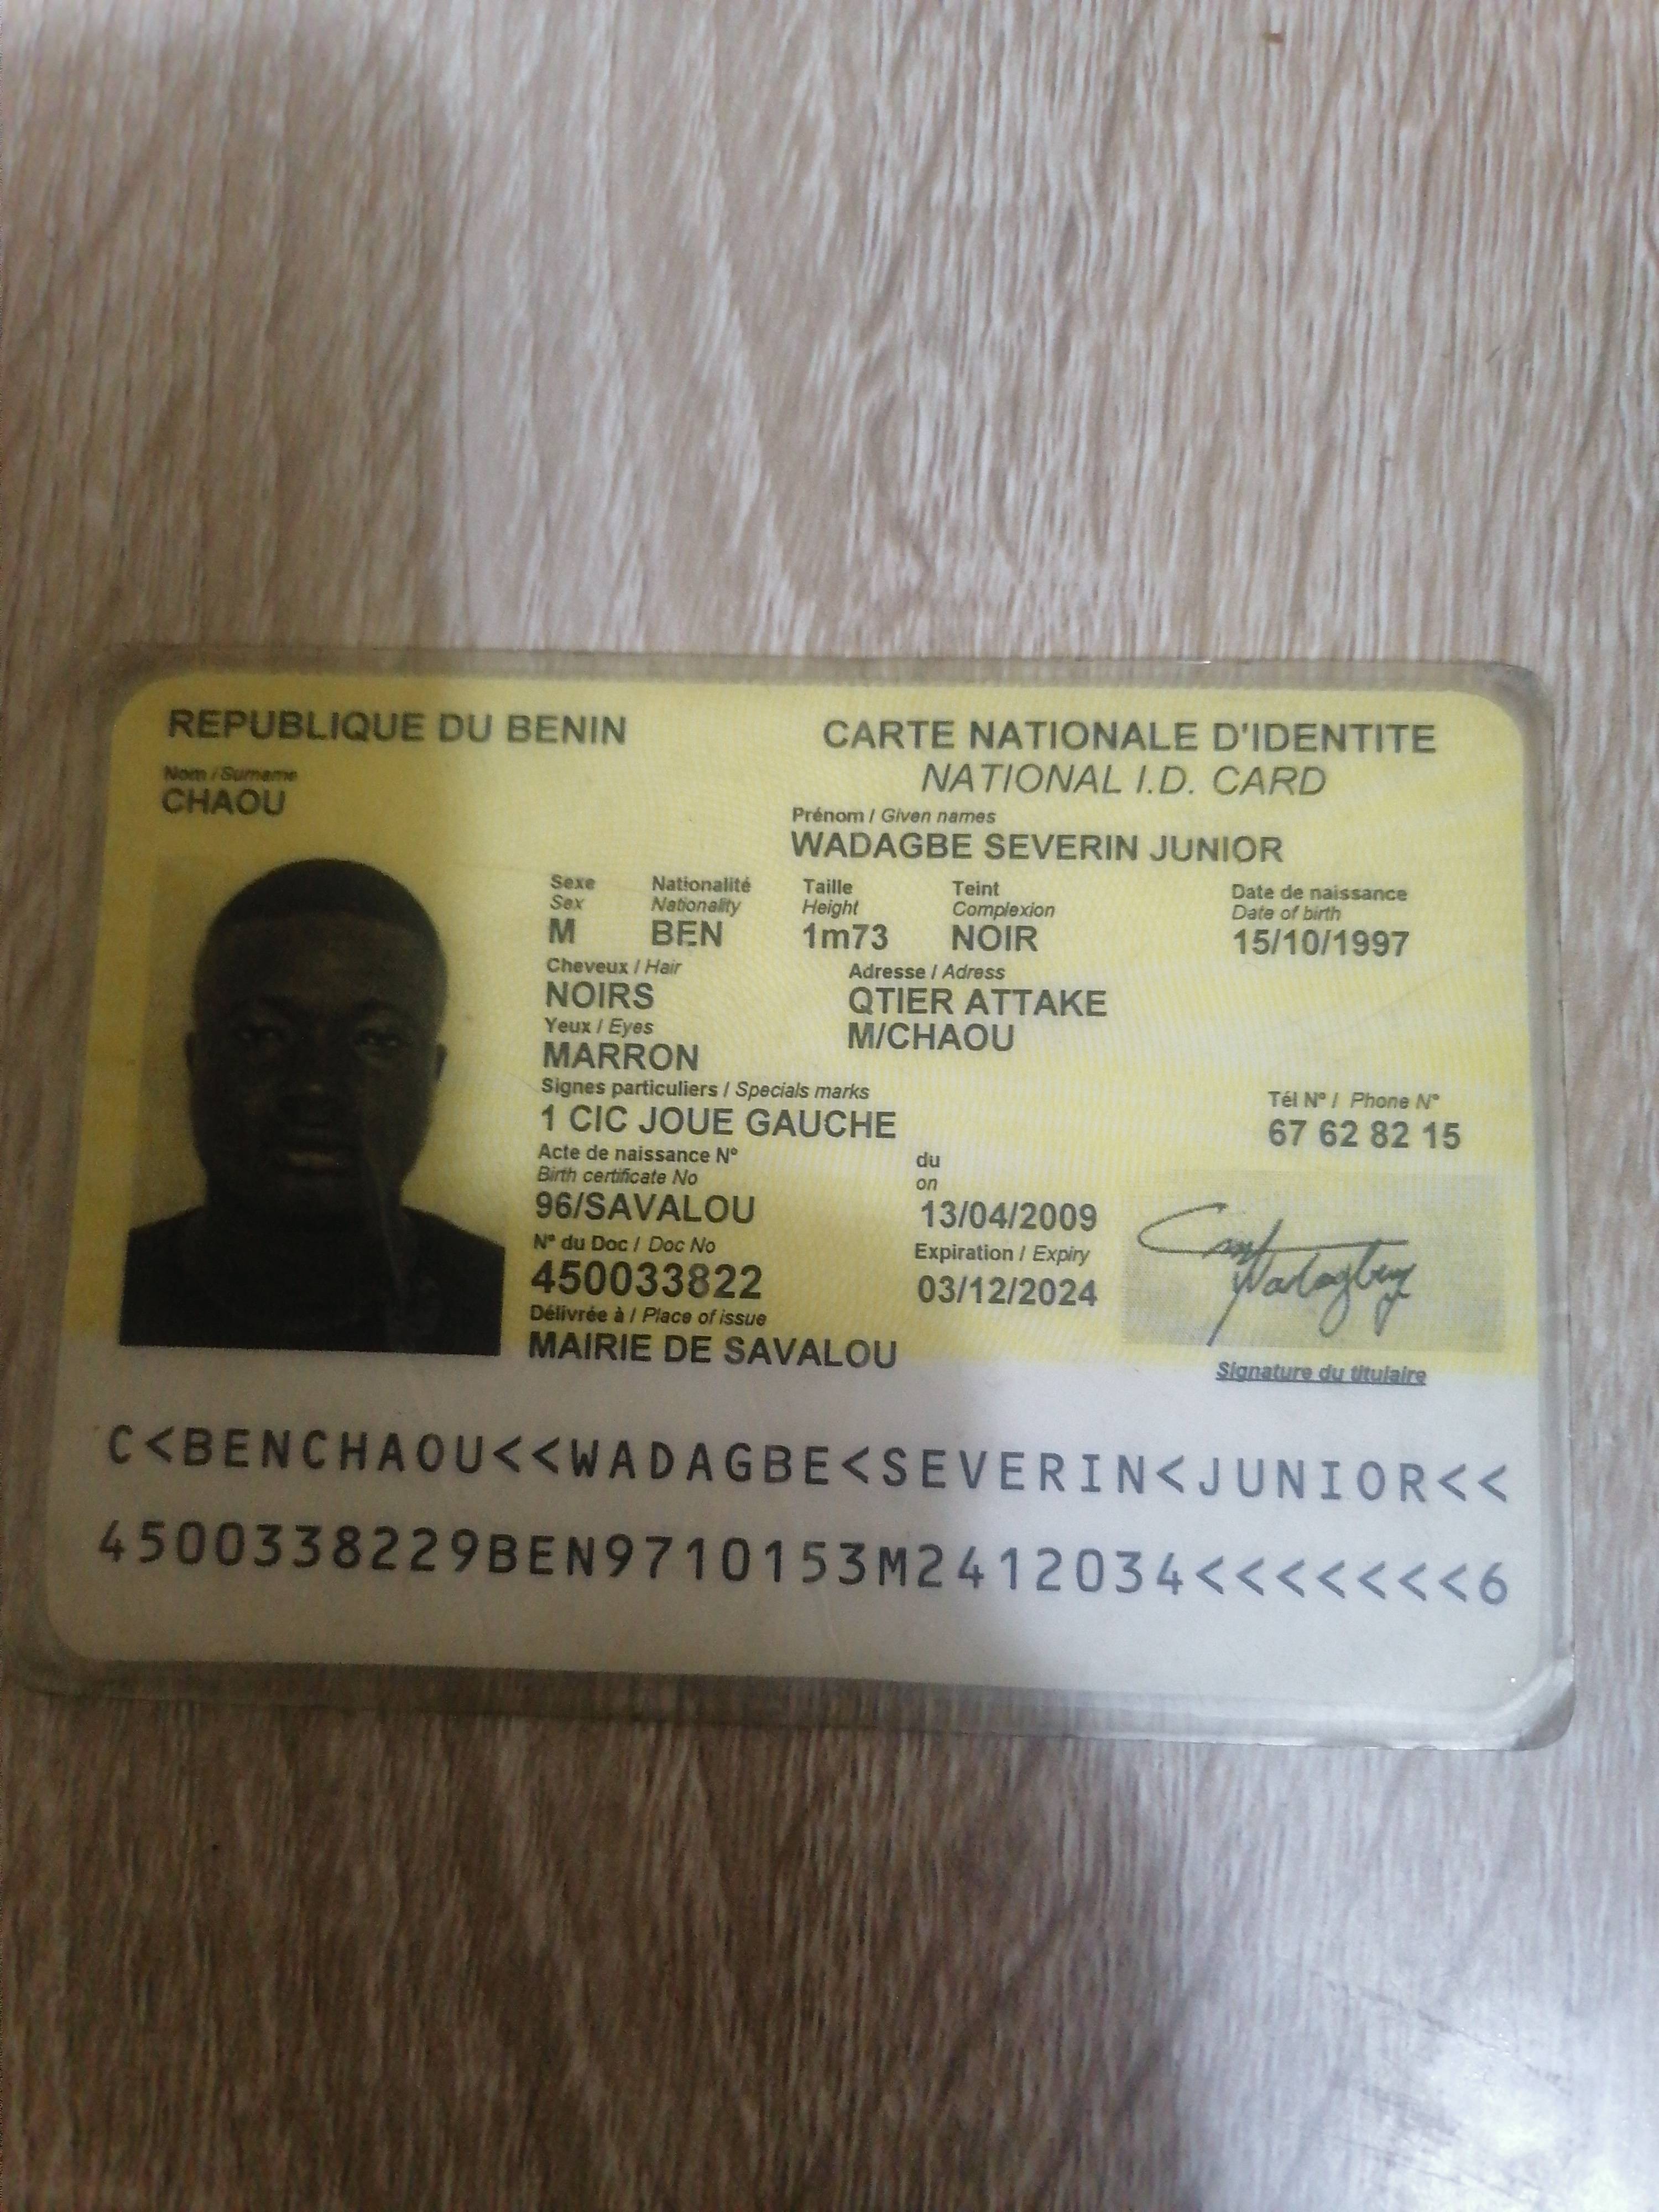 REPUBLIQUE DU BENIN
CARTE NATIONALE D'IDENTITE
NATIONAL I.D. CARD
Nom / Surname
CHAOU
Prénom / Given names
WADAGBE SEVERIN JUNIOR
Sexe Nationalité Taille Teint Date de naissance
Sex Nationality Height Complexion Date of birth
M BEN 1m73 NOIR 15/10/1997
Cheveux / Hair Adresse / Adress
NOIRS QTIER ATTAKE
Yeux / Eyes M/CHAOU
MARRON
Signes particuliers / Specials marks Tél N° / Phone N°
1 CIC JOUE GAUCHE 67 62 82 15
Acte de naissance N° du
Birth certificate No on
96/SAVALOU 13/04/2009
N° du Doc / Doc No Expiration / Expiry
450033822 03/12/2024
Délivrée à / Place of issue
MAIRIE DE SAVALOU
Signature du titulaire
C<BENCHAOU<<WADAGBE<SEVERIN<JUNIOR<<
4500338229BEN9710153M2412034<<<<<<<6